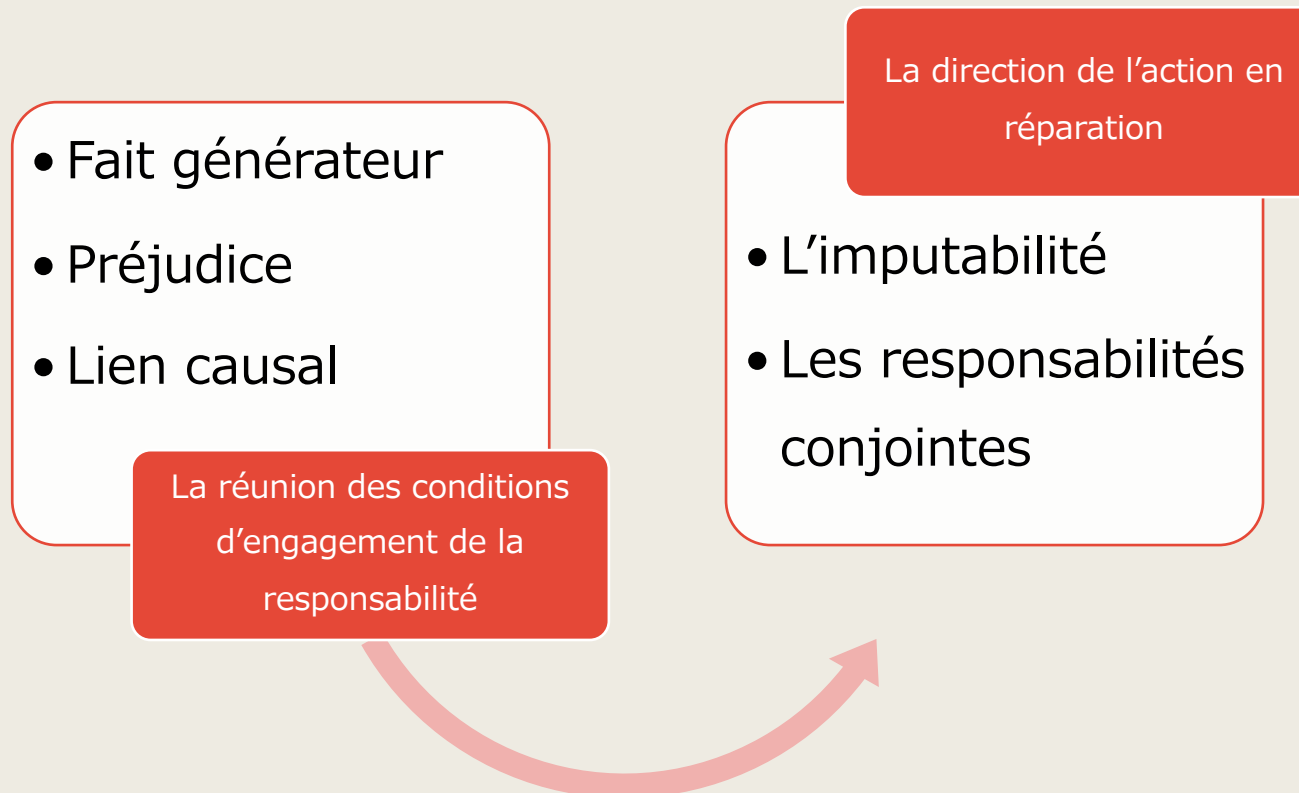 • Fait générateur
• Préjudice
• Lien causal
La réunion des conditions
d’engagement de la
responsabilité
La direction de l’action en
réparation
• L’imputabilité
• Les responsabilités
conjointes